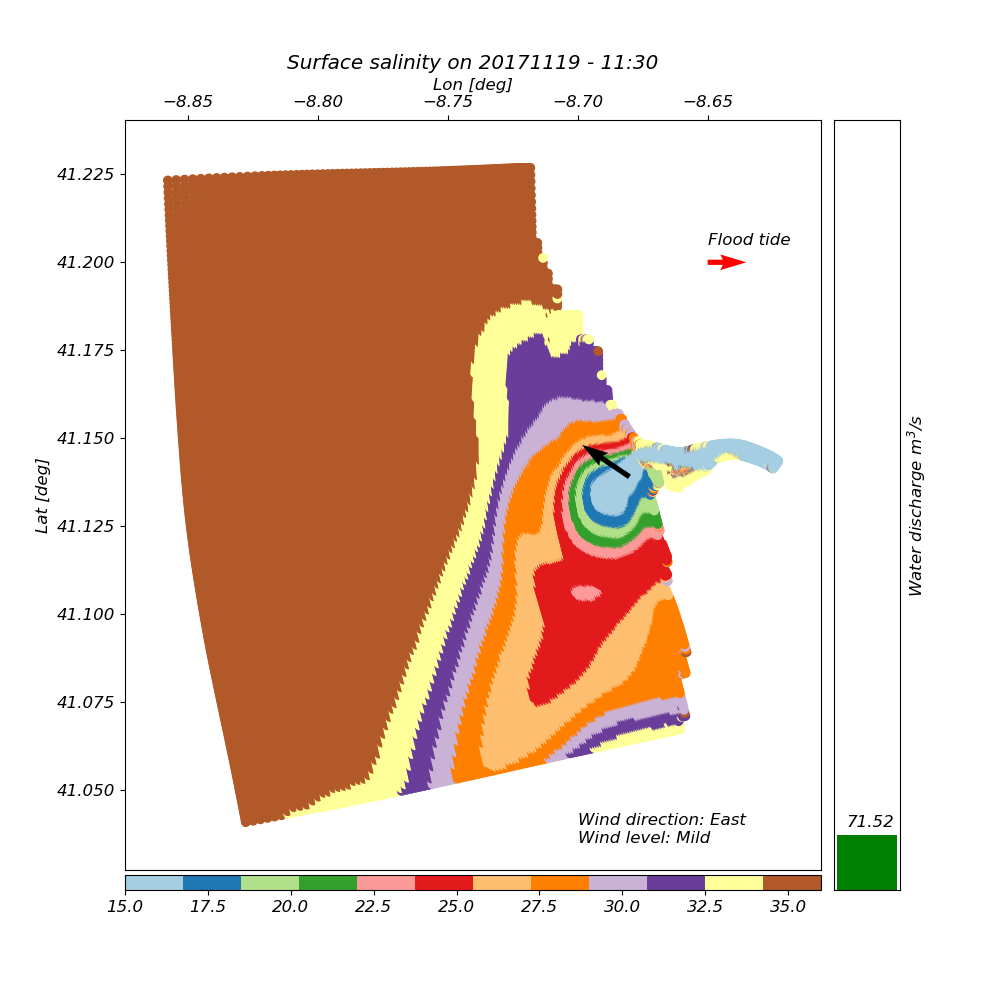 Surface salinity on 20171119 - 11:30
Lon [deg]
−8.85 −8.80 −8.75 −8.70 −8.65
41.225
41.200
41.175
41.150
41.125
41.100
41.075
41.050
Lat [deg]
Flood tide
Wind direction: East
Wind level: Mild
71.52
Water discharge m³/s
15.0 17.5 20.0 22.5 25.0 27.5 30.0 32.5 35.0